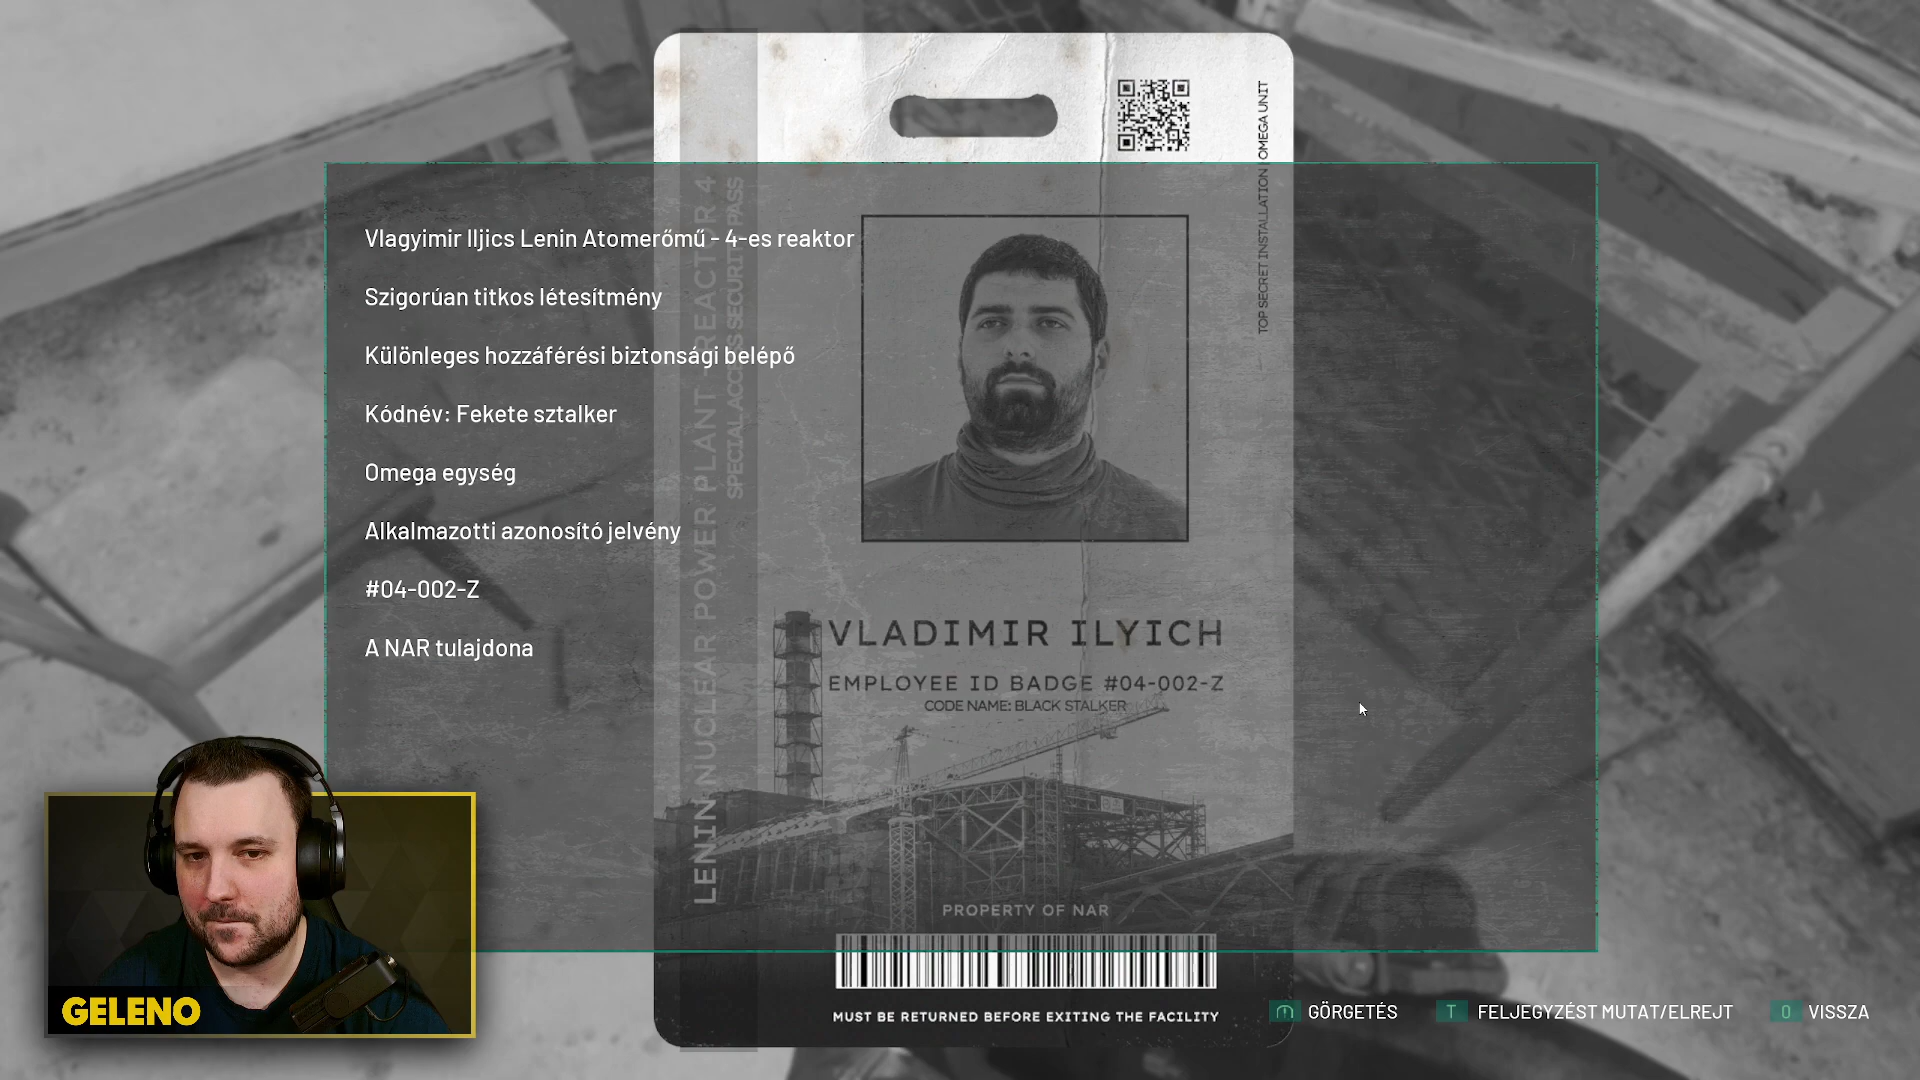 TOP SECRET INSTALLATION | OMEGA UNIT
LENIN NUCLEAR POWER PLANT - REACTOR 4
SPECIAL ACCESS SECURITY PASS
Vlagyimir Iljics Lenin Atomerőmű - 4-es reaktor
Szigorúan titkos létesítmény
Különleges hozzáférési biztonsági belépő
Kódnév: Fekete sztalker
Omega egység
Alkalmazotti azonosító jelvény
#04-002-Z
A NAR tulajdona
VLADIMIR ILYICH
EMPLOYEE ID BADGE #04-002-Z
CODE NAME: BLACK STALKER
PROPERTY OF NAR
MUST BE RETURNED BEFORE EXITING THE FACILITY
GELENO
GÖRGETÉS
T FELJEGYZÉST MUTAT/ELREJT
O VISSZA